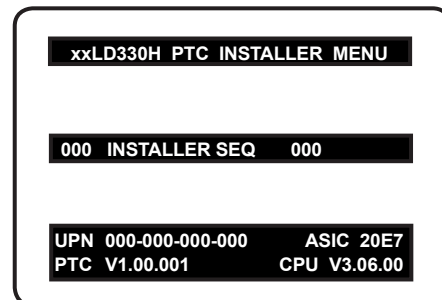 xxLD330H PTC INSTALLER MENU
000 INSTALLER SEQ 000
UPN 000-000-000-000 ASIC 20E7
PTC V1.00.001 CPU V3.06.00